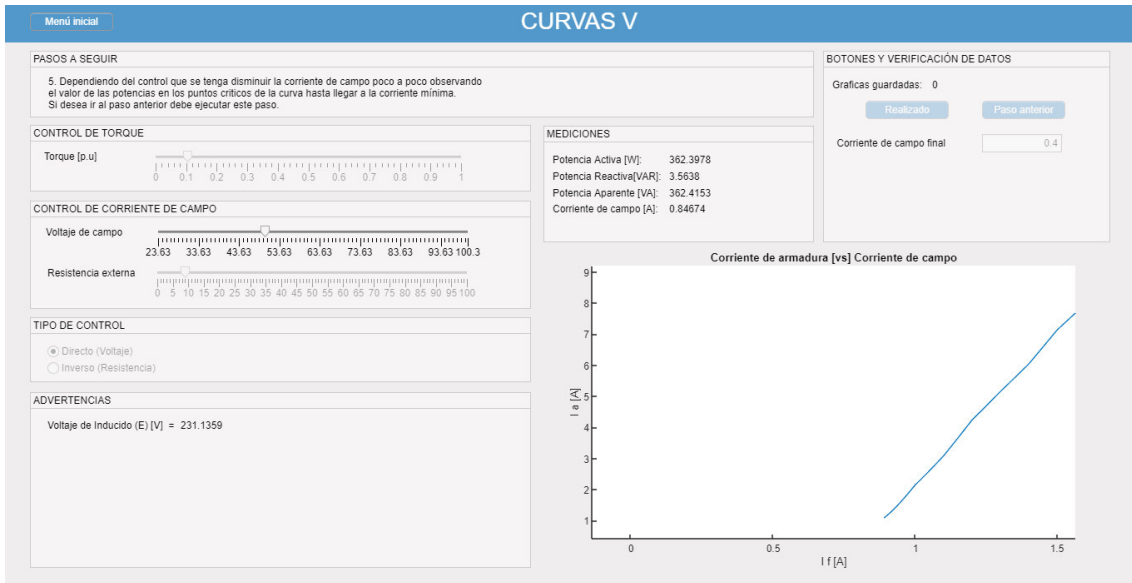 Menú inicial
CURVAS V
PASOS A SEGUIR
5. Dependiendo del control que se tenga disminuir la corriente de campo poco a poco observando
el valor de las potencias en los puntos criticos de la curva hasta llegar a la corriente mínima.
Si desea ir al paso anterior debe ejecutar este paso.
CONTROL DE TORQUE
Torque [p.u]
0 0.1 0.2 0.3 0.4 0.5 0.6 0.7 0.8 0.9 1
CONTROL DE CORRIENTE DE CAMPO
Voltaje de campo
23.63 33.63 43.63 53.63 63.63 73.63 83.63 93.63 100.3
Resistencia externa
0 5 10 15 20 25 30 35 40 45 50 55 60 65 70 75 80 85 90 95 100
TIPO DE CONTROL
Directo (Voltaje)
Inverso (Resistencia)
ADVERTENCIAS
Voltaje de Inducido (E) [V] = 231.1359
MEDICIONES
Potencia Activa [W]: 362.3978
Potencia Reactiva[VAR]: 3.5638
Potencia Aparente [VA]: 362.4153
Corriente de campo [A]: 0.84674
BOTONES Y VERIFICACIÓN DE DATOS
Graficas guardadas: 0
Realizado Paso anterior
Corriente de campo final 0.4
Corriente de armadura [vs] Corriente de campo
I a [A]
9
8
7
6
5
4
3
2
1
0 0.5 1 1.5
I f [A]